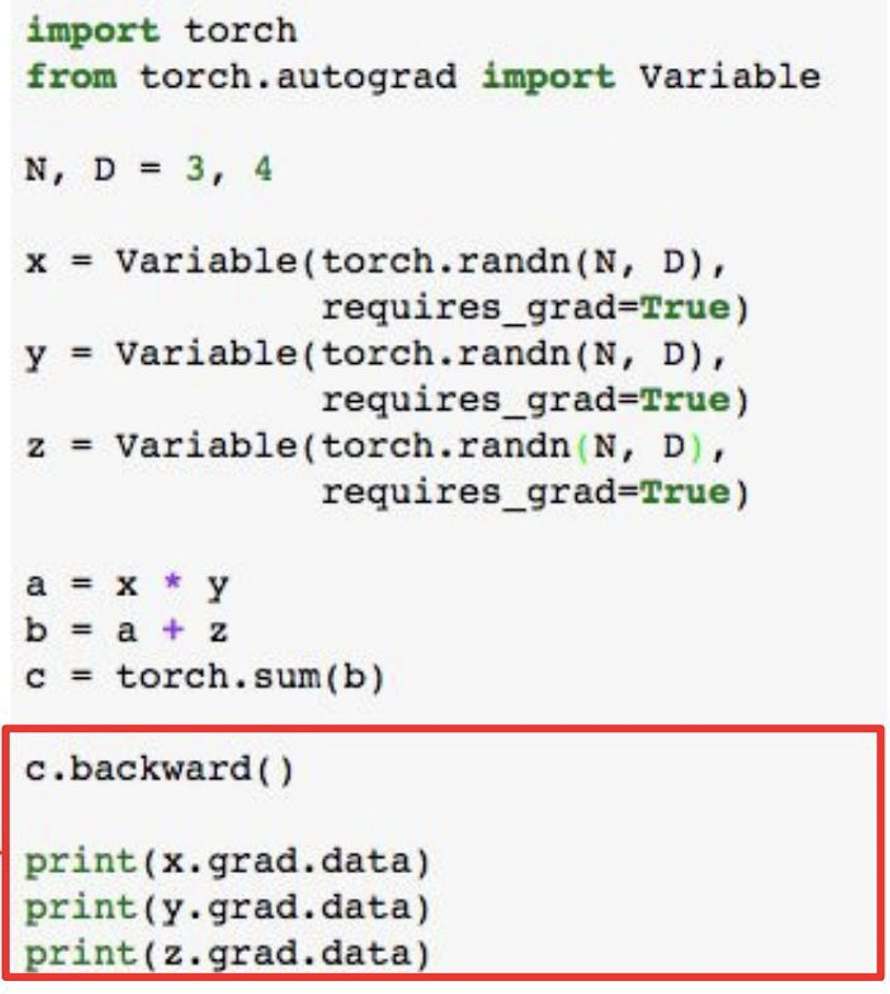 import torch
from torch.autograd import Variable
N, D = 3, 4
x = Variable(torch.randn(N, D),
             requires_grad=True)
y = Variable(torch.randn(N, D),
             requires_grad=True)
z = Variable(torch.randn(N, D),
             requires_grad=True)
a = x * y
b = a + z
c = torch.sum(b)
c.backward()
print(x.grad.data)
print(y.grad.data)
print(z.grad.data)